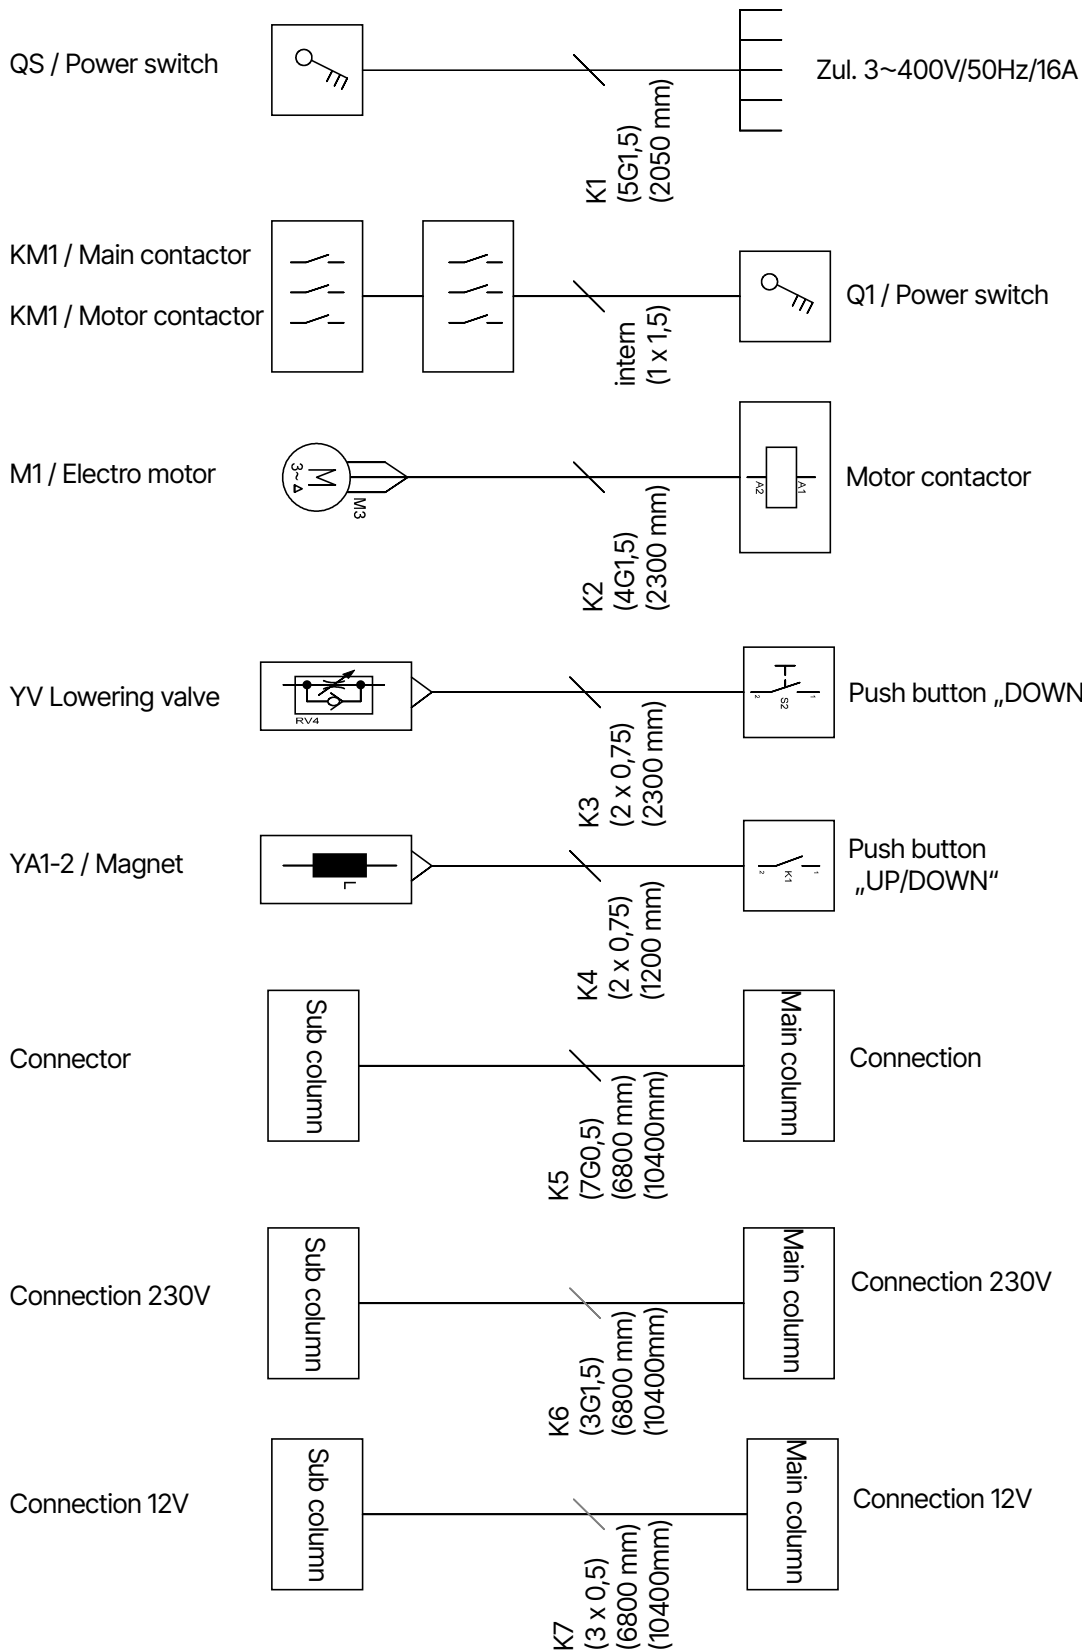 QS / Power switch
Zul. 3~400V/50Hz/16A
K1
(5G1,5)
(2050 mm)
KM1 / Main contactor
KM1 / Motor contactor
Q1 / Power switch
intern
(1 x 1,5)
M1 / Electro motor
M
3~
M3
A2
A1
Motor contactor
K2
(4G1,5)
(2300 mm)
YV Lowering valve
RV4
2
S2
1
Push button „DOWN
K3
(2 x 0,75)
(2300 mm)
YA1-2 / Magnet
L
2
K1
1
Push button
„UP/DOWN“
K4
(2 x 0,75)
(1200 mm)
Connector
Sub column
Main column
Connection
K5
(7G0,5)
(6800 mm)
(10400mm)
Connection 230V
Sub column
Main column
Connection 230V
K6
(3G1,5)
(6800 mm)
(10400mm)
Connection 12V
Sub column
Main column
Connection 12V
K7
(3 x 0,5)
(6800 mm)
(10400mm)